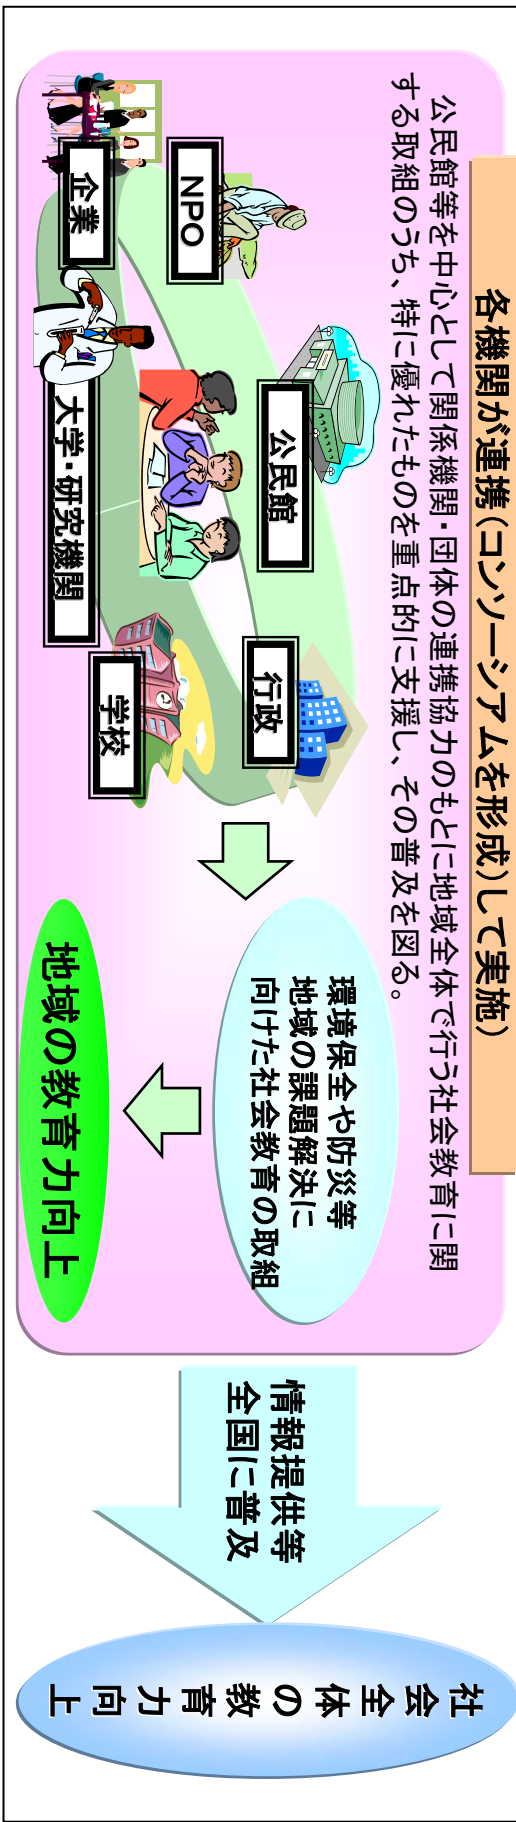 各機関が連携(コンソーシアムを形成)して実施)
公民館等を中心として関係機関・団体の連携協力のもとに地域全体で行う社会教育に関
する取組のうち、特に優れたものを重点的に支援し、その普及を図る。
NPO
企業
公民館
大学・研究機関
行政
学校
環境保全や防災等
地域の課題解決に
向けた社会教育の取組
地域の教育力向上
情報提供等
全国に普及
社会全体の教育力向上